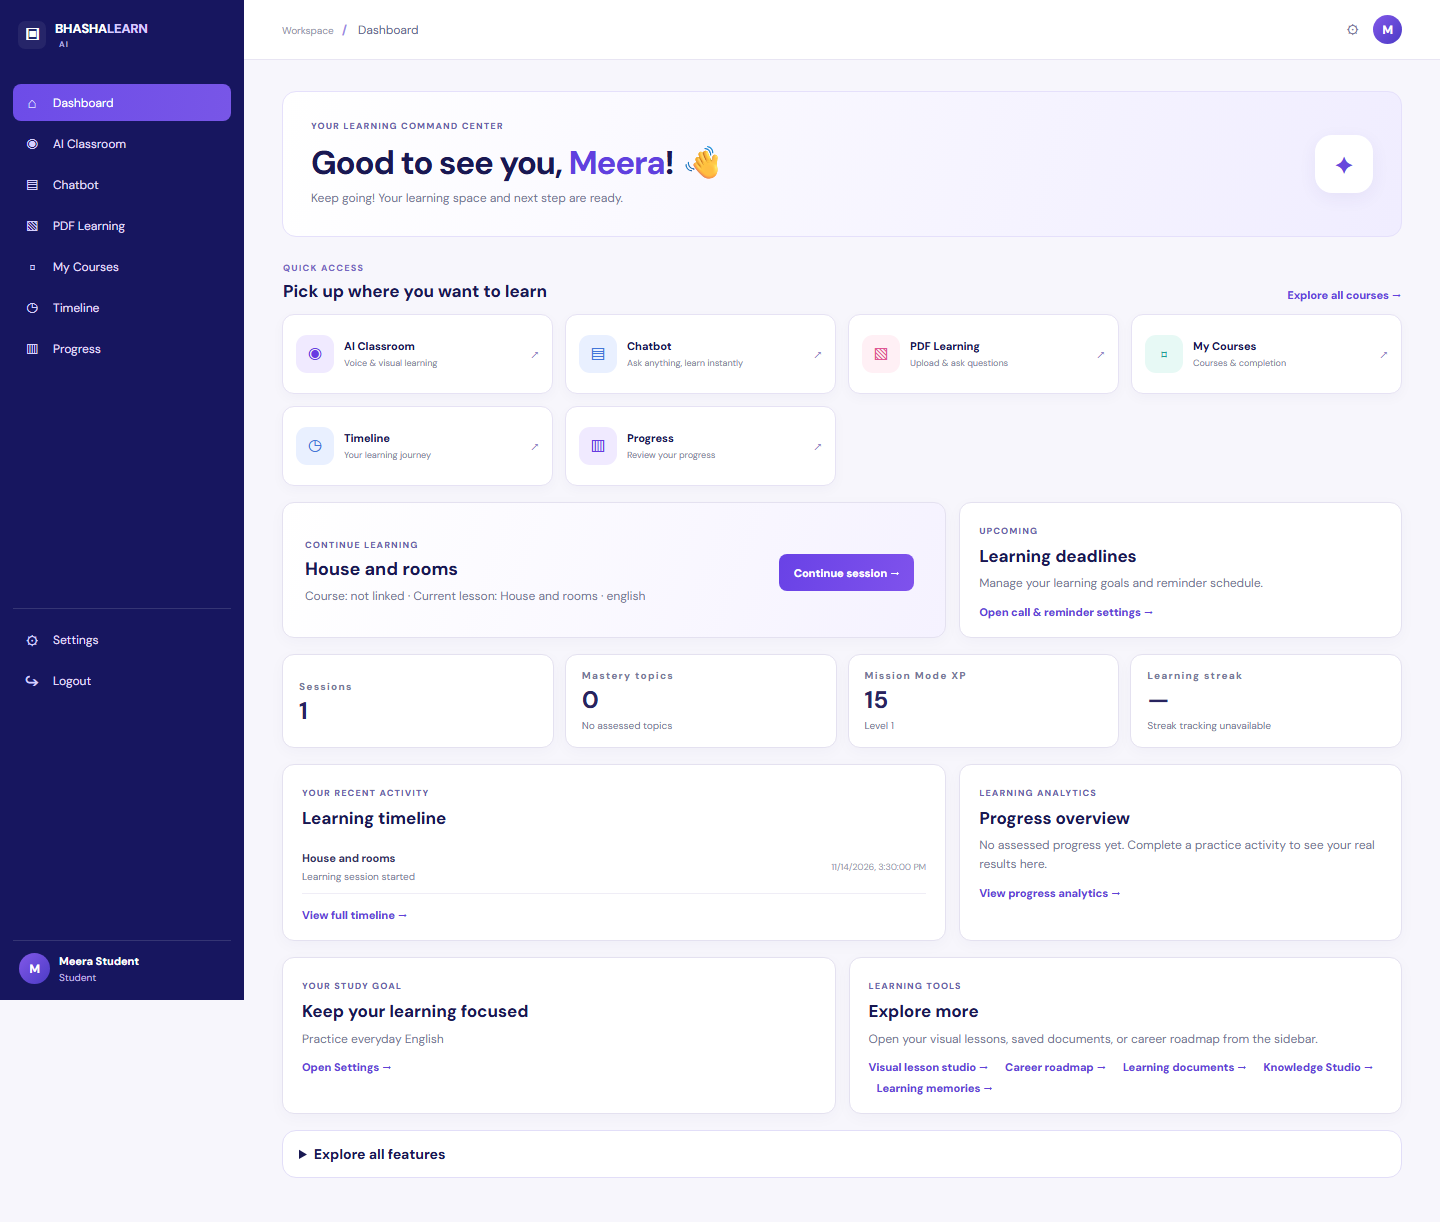 BHASHALEARN
AI
Dashboard
AI Classroom
Chatbot
PDF Learning
My Courses
Timeline
Progress
Settings
Logout
M
Meera Student
Student
Workspace / Dashboard
M
YOUR LEARNING COMMAND CENTER
Good to see you, Meera! 👋
Keep going! Your learning space and next step are ready.
QUICK ACCESS
Pick up where you want to learn
Explore all courses →
AI Classroom
Voice & visual learning
↗
Chatbot
Ask anything, learn instantly
↗
PDF Learning
Upload & ask questions
↗
My Courses
Courses & completion
↗
Timeline
Your learning journey
↗
Progress
Review your progress
↗
CONTINUE LEARNING
House and rooms
Course: not linked · Current lesson: House and rooms · english
Continue session →
UPCOMING
Learning deadlines
Manage your learning goals and reminder schedule.
Open call & reminder settings →
Sessions
1
Mastery topics
0
No assessed topics
Mission Mode XP
15
Level 1
Learning streak
—
Streak tracking unavailable
YOUR RECENT ACTIVITY
Learning timeline
House and rooms
Learning session started
11/14/2026, 3:30:00 PM
View full timeline →
LEARNING ANALYTICS
Progress overview
No assessed progress yet. Complete a practice activity to see your real
results here.
View progress analytics →
YOUR STUDY GOAL
Keep your learning focused
Practice everyday English
Open Settings →
LEARNING TOOLS
Explore more
Open your visual lessons, saved documents, or career roadmap from the sidebar.
Visual lesson studio → Career roadmap → Learning documents → Knowledge Studio →
Learning memories →
▶ Explore all features